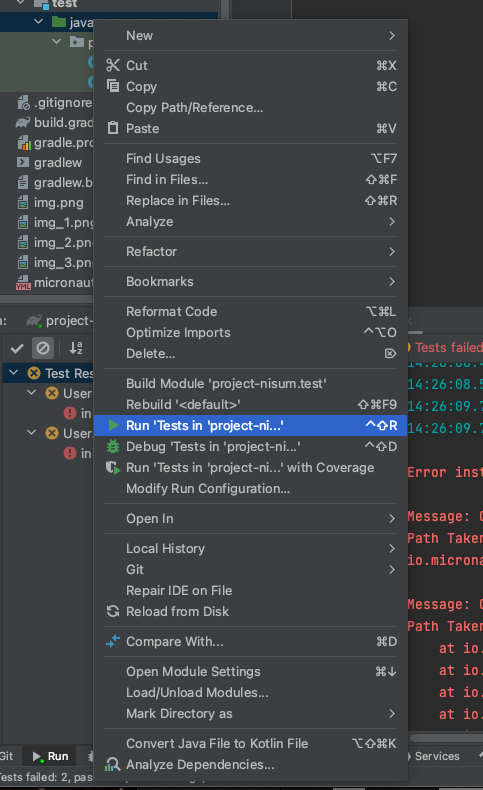 test
java
New
p
Cut ⌘X
Copy ⌘C
Copy Path/Reference...
Paste ⌘V
.gitignore
build.grad
gradle.pro
gradlew
gradlew.b
img.png
img_1.png
img_2.pn
img_3.pn
micronau
Find Usages ⌥F7
Find in Files... ⇧⌘F
Replace in Files... ⇧⌘R
Analyze
Refactor
Bookmarks
Reformat Code ⌥⌘L
Optimize Imports ^⌥O
Delete... ⌦
Build Module 'project-nisum.test'
Rebuild '<default>' ⇧⌘F9
Run 'Tests in 'project-ni...' ^⇧R
Debug 'Tests in 'project-ni...' ^⇧D
Run 'Tests in 'project-ni...' with Coverage
Modify Run Configuration...
Open In
Local History
Git
Repair IDE on File
Reload from Disk
Compare With... ⌘D
Open Module Settings ⌘↓
Load/Unload Modules...
Mark Directory as
Convert Java File to Kotlin File ⌥⇧⌘K
Analyze Dependencies...
n: project-
Test Res
User
in
User
in
Tests failed
14:26:08.
14:26:08.5
14:26:09.7
14:26:09.7
Error inst
Message:
Path Taken
io.microna
Message:
Path Taken
at io.
at io.
at io.
at io.
Git Run Services
Tests failed: 2, pas